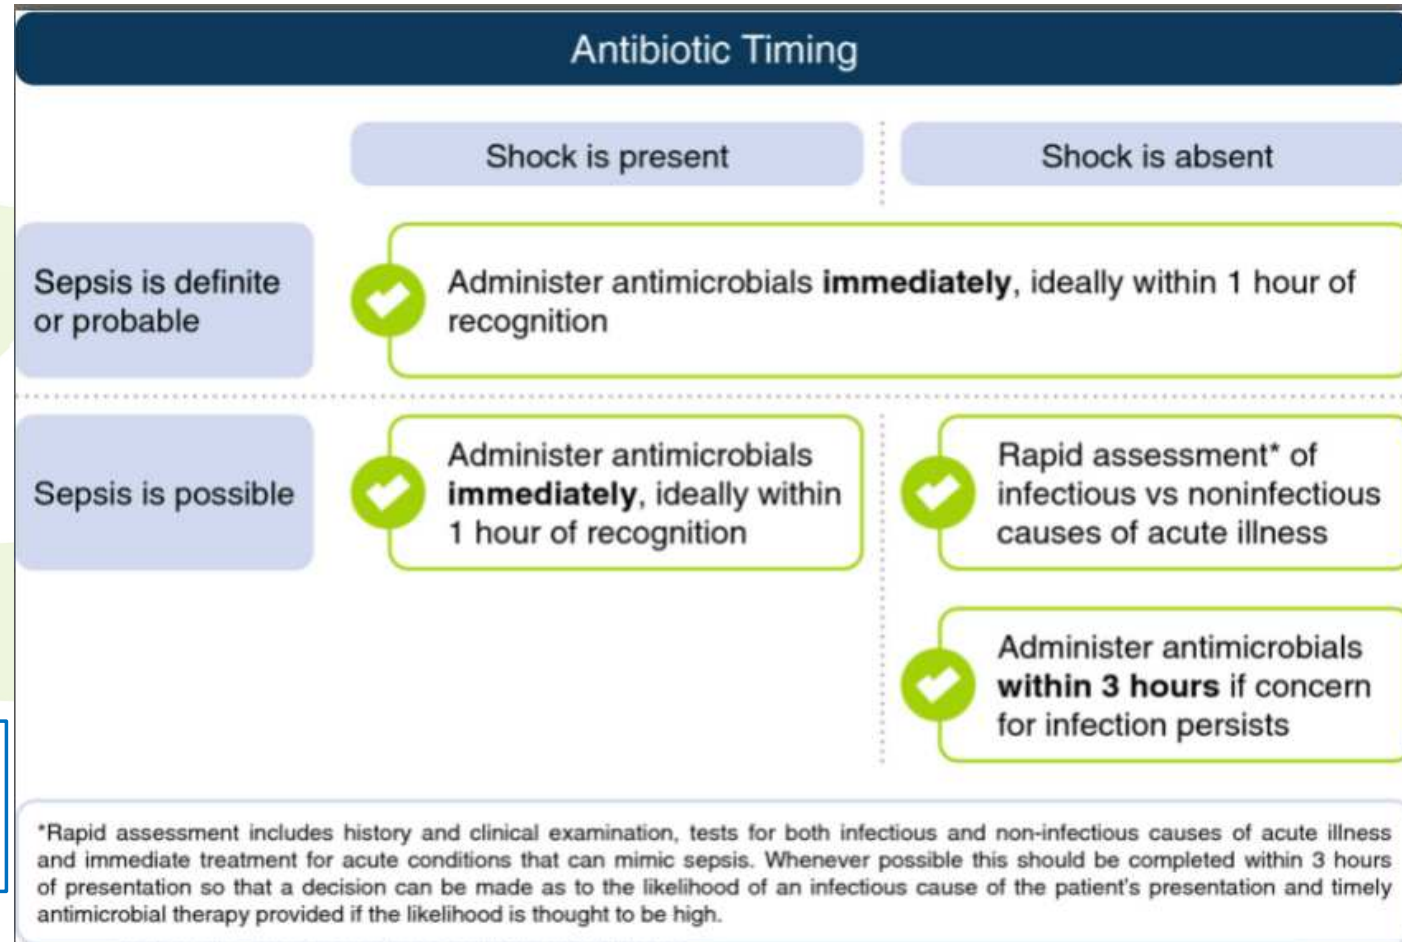 Antibiotic Timing
Shock is present
Shock is absent
Sepsis is definite
or probable
Administer antimicrobials immediately, ideally within 1 hour of
recognition
Sepsis is possible
Administer antimicrobials
immediately, ideally within
1 hour of recognition
Rapid assessment* of
infectious vs noninfectious
causes of acute illness
Administer antimicrobials
within 3 hours if concern
for infection persists
*Rapid assessment includes history and clinical examination, tests for both infectious and non-infectious causes of acute illness
and immediate treatment for acute conditions that can mimic sepsis. Whenever possible this should be completed within 3 hours
of presentation so that a decision can be made as to the likelihood of an infectious cause of the patient's presentation and timely
antimicrobial therapy provided if the likelihood is thought to be high.